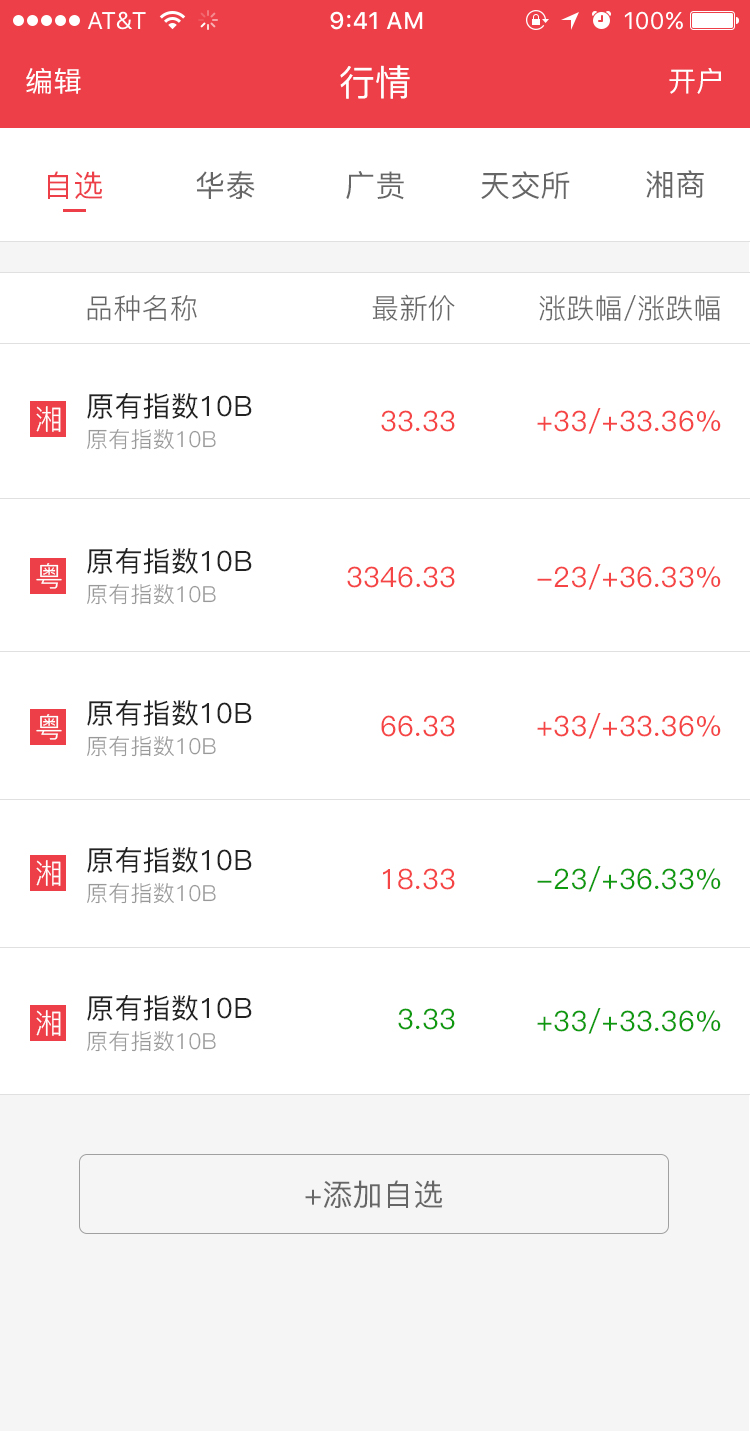 AT&T 9:41 AM 100%
编辑 行情 开户
自选 华泰 广贵 天交所 湘商
品种名称 最新价 涨跌幅/涨跌幅
湘 原有指数10B 33.33 +33/+33.36%
原有指数10B
粤 原有指数10B 3346.33 −23/+36.33%
原有指数10B
粤 原有指数10B 66.33 +33/+33.36%
原有指数10B
湘 原有指数10B 18.33 −23/+36.33%
原有指数10B
湘 原有指数10B 3.33 +33/+33.36%
原有指数10B
+添加自选